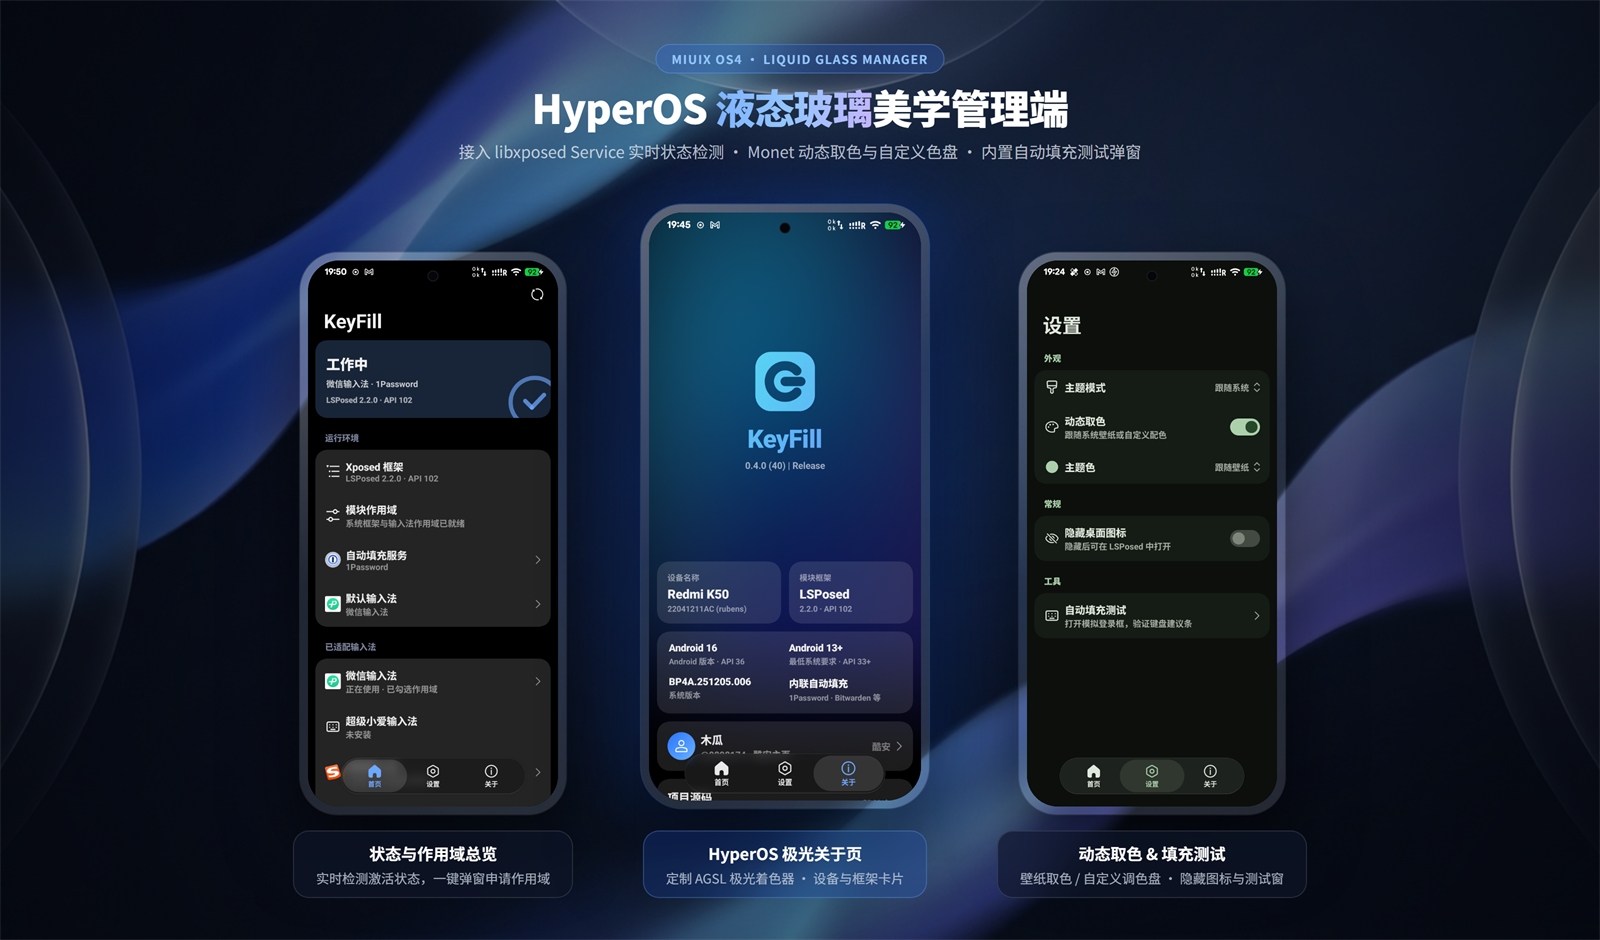 MIUIX OS4 • LIQUID GLASS MANAGER
HyperOS 液态玻璃美学管理端
接入 libxposed Service 实时状态检测 • Monet 动态取色与自定义色盘 • 内置自动填充测试弹窗
19:50
92
KeyFill
工作中
微信输入法 · 1Password
LSPosed 2.2.0 · API 102
运行环境
Xposed 框架
LSPosed 2.2.0 · API 102
模块作用域
系统框架与输入法作用域已就绪
自动填充服务
1Password
默认输入法
微信输入法
已适配输入法
微信输入法
正在使用 · 已勾选作用域
超级小爱输入法
未安装
首页
设置
关于
状态与作用域总览
实时检测激活状态，一键弹窗申请作用域
19:45
92
KeyFill
0.4.0 (40) | Release
设备名称
Redmi K50
22041211AC (rubens)
模块框架
LSPosed
2.2.0 · API 102
Android 16
Android 版本 · API 36
Android 13+
最低系统要求 · API 33+
BP4A.251205.006
系统版本
内联自动填充
1Password · Bitwarden 等
木瓜
酷安
首页
设置
关于
项目源码
HyperOS 极光关于页
定制 AGSL 极光着色器 • 设备与框架卡片
19:24
92
设置
外观
主题模式
跟随系统
动态取色
跟随系统壁纸或自定义配色
主题色
跟随壁纸
常规
隐藏桌面图标
隐藏后可在 LSPosed 中打开
工具
自动填充测试
打开模拟登录框，验证键盘建议条
首页
设置
关于
动态取色 & 填充测试
壁纸取色 / 自定义调色盘 • 隐藏图标与测试窗